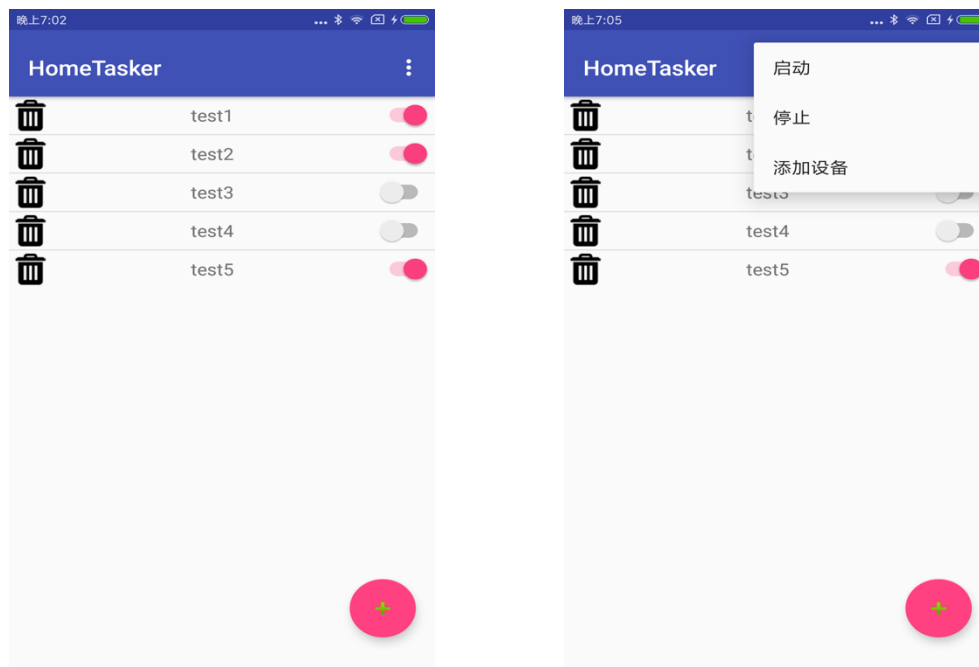 晚上7:02
HomeTasker
test1
test2
test3
test4
test5
晚上7:05
HomeTasker
启动
停止
添加设备
test3
test4
test5